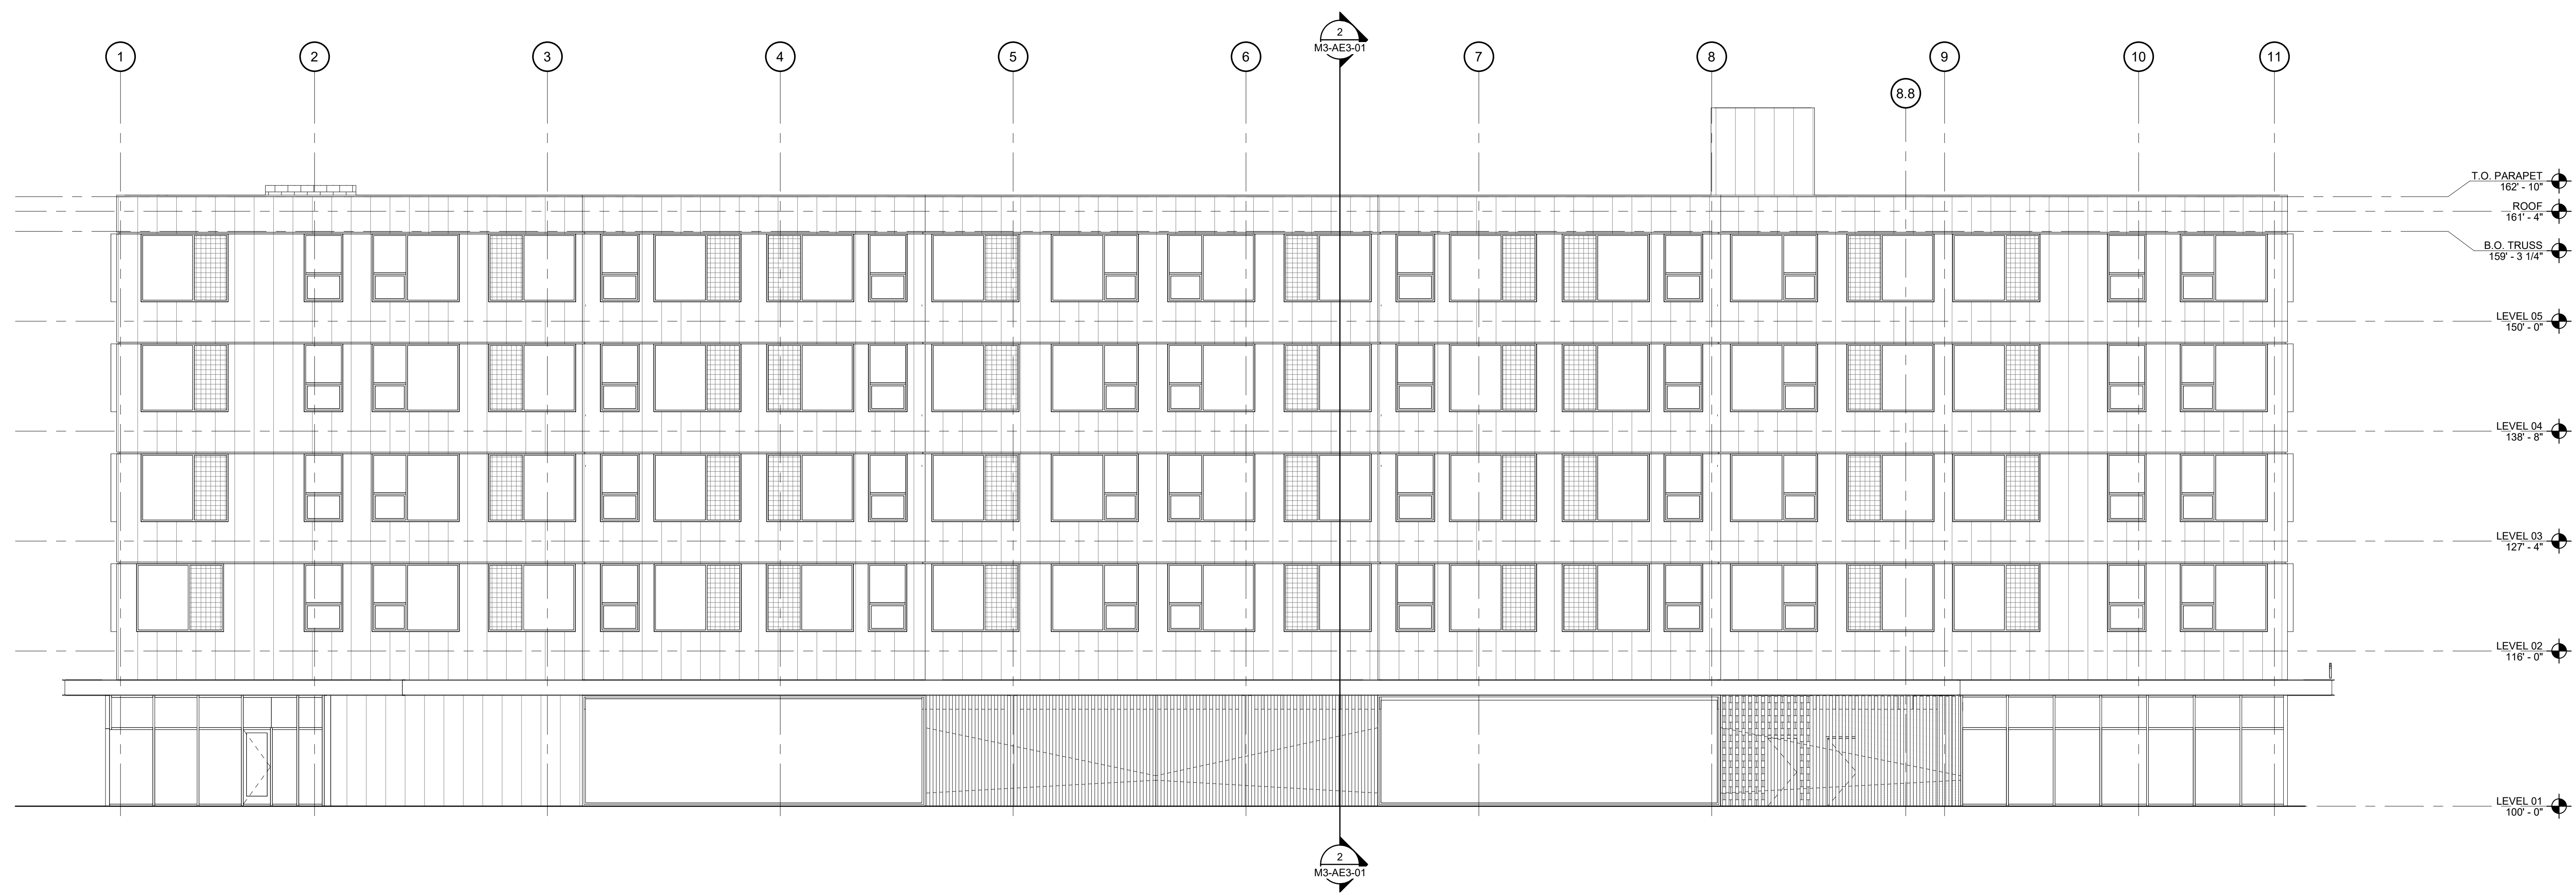 2
M3-AE3-01
1
2
3
4
5
6
7
8
9
10
11
8.8
T.O. PARAPET
162' - 10"
ROOF
161' - 4"
B.O. TRUSS
159' - 3 1/4"
LEVEL 05
150' - 0"
LEVEL 04
138' - 8"
LEVEL 03
127' - 4"
LEVEL 02
116' - 0"
LEVEL 01
100' - 0"
2
M3-AE3-01